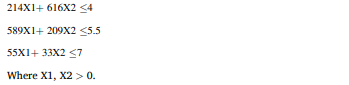 214X1+ 616X2 ≤4
589X1+ 209X2 ≤5.5
55X1+ 33X2 ≤7
Where X1, X2 > 0.